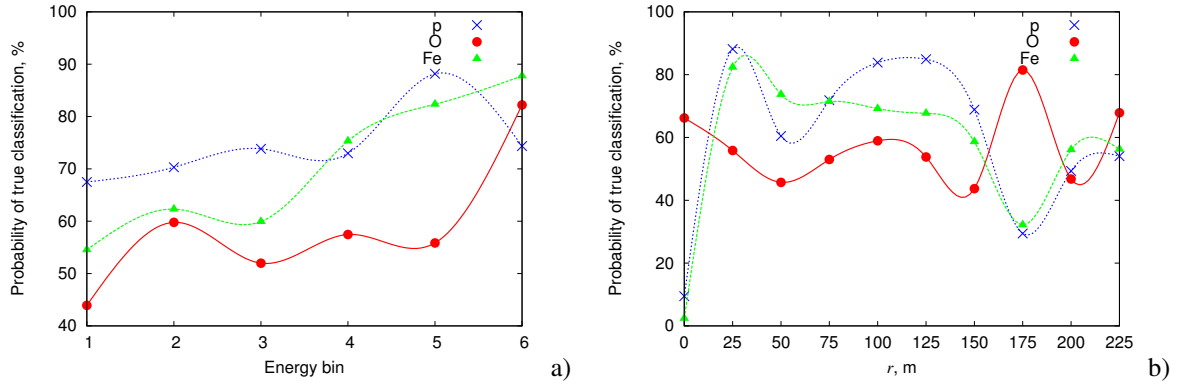 Probability of true classification, %
100
90
80
70
60
50
40
p
O
Fe
1 2 3 4 5 6
Energy bin
a)
Probability of true classification, %
100
80
60
40
20
0
p
O
Fe
0 25 50 75 100 125 150 175 200 225
r, m
b)